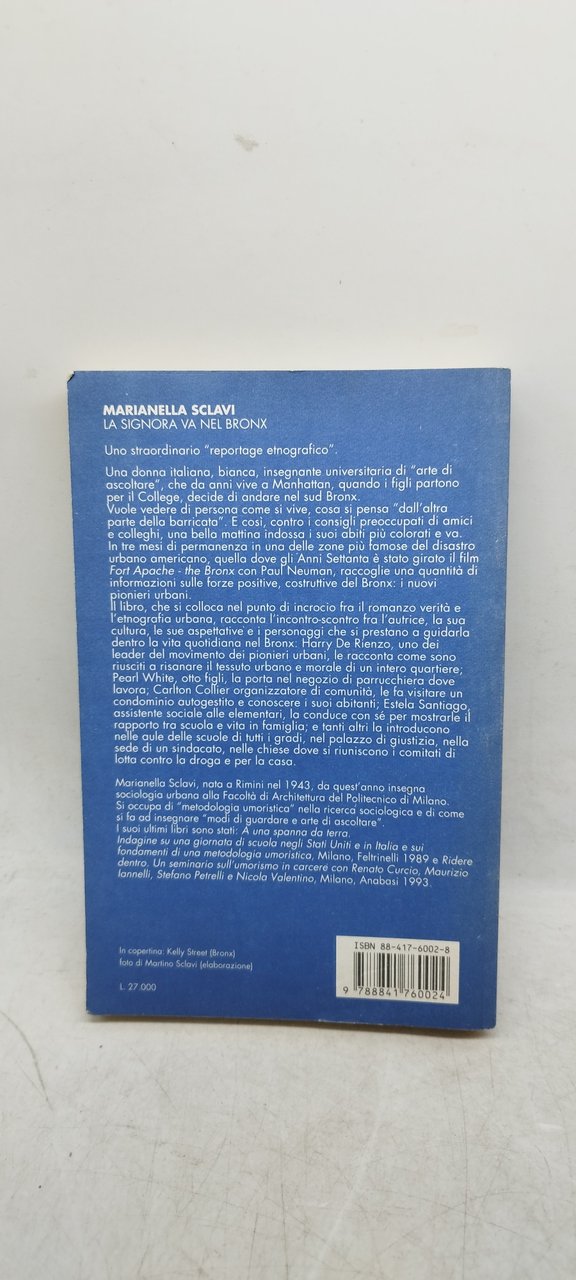 MARIANELLA SCLAVI
LA SIGNORA VA NEL BRONX
Uno straordinario "reportage etnografico".
Una donna italiana, bianca, insegnante universitaria di "arte di
ascoltare", che da anni vive a Manhattan, quando i figli partono
per il College, decide di andare nel sud Bronx.
Vuole vedere di persona come si vive, cosa si pensa "dall'altra
parte della barricata". E così, contro i consigli preoccupati di amici
e colleghi, una bella mattina indossa i suoi abiti più colorati e va.
In tre mesi di permanenza in una delle zone più famose del disastro
urbano americano, quella dove gli Anni Settanta è stato girato il film
Fort Apache - the Bronx con Paul Neuman, raccoglie una quantità di
informazioni sulle forze positive, costruttive del Bronx: i nuovi
pionieri urbani.
Il libro, che si colloca nel punto di incrocio fra il romanzo verità e
l'etnografia urbana, racconta l'incontro-scontro fra l'autrice, la sua
cultura, le sue aspettative e i personaggi che si prestano a guidarla
dentro la vita quotidiana nel Bronx. Harry De Rienzo, uno dei
leader del movimento dei pionieri urbani, le racconta come sono
riusciti a risanare il tessuto urbano e morale di un intero quartiere;
Pearl White, otto figli, la porta nel negozio di parrucchiera dove
lavora; Carlton Collier organizzatore di comunità, le fa visitare un
condominio autogestito e conoscere i suoi abitanti; Estela Santiago,
assistente sociale alle elementari, la conduce con sé per mostrarle il
rapporto tra scuola e vita in famiglia; e tanti altri la introducono
nelle aule delle scuole di tutti i gradi, nel palazzo di giustizia, nella
sede di un sindacato, nelle chiese dove si riuniscono i comitati di
lotta contro la droga e per la casa.
Marianella Sclavi, nata a Rimini nel 1943, da quest'anno insegna
sociologia urbana alla Facoltà di Architettura del Politecnico di Milano.
Si occupa di "metodologia umoristica" nella ricerca sociologica e di come
si fa ad insegnare "modi di guardare e arte di ascoltare".
I suoi ultimi libri sono stati: A una spanna da terra.
Indagine su una giornata di scuola negli Stati Uniti e in Italia e sui
fondamenti di una metodologia umoristica, Milano, Feltrinelli 1989 e Ridere
dentro. Un seminario sull'umorismo in carcere con Renato Curcio, Maurizio
Iannelli, Stefano Petrelli e Nicola Valentino, Milano, Anabasi 1993.
In copertina: Kelly Street (Bronx)
foto di Martino Sclavi (elaborazione)
L. 27.000
ISBN 88-417-6002-8
9 788841 760024